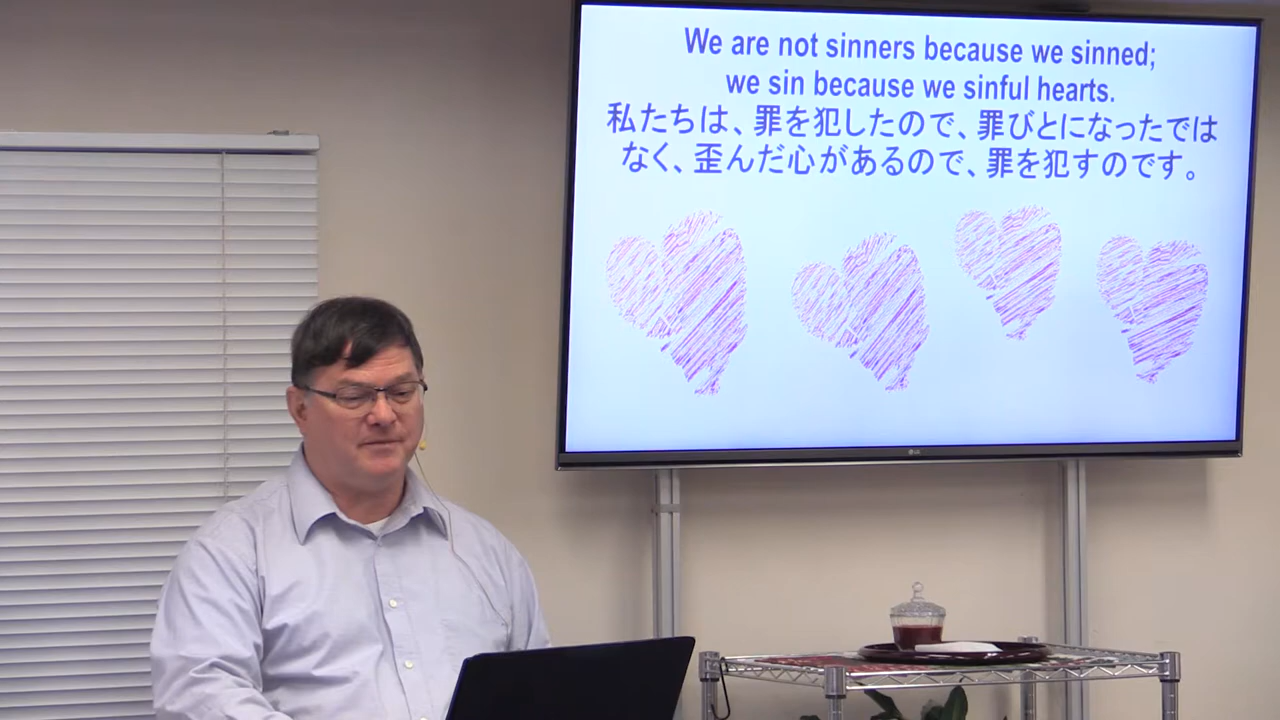 We are not sinners because we sinned;
we sin because we sinful hearts.
私たちは、罪を犯したので、罪びとになったでは
なく、歪んだ心があるので、罪を犯すのです。
LG